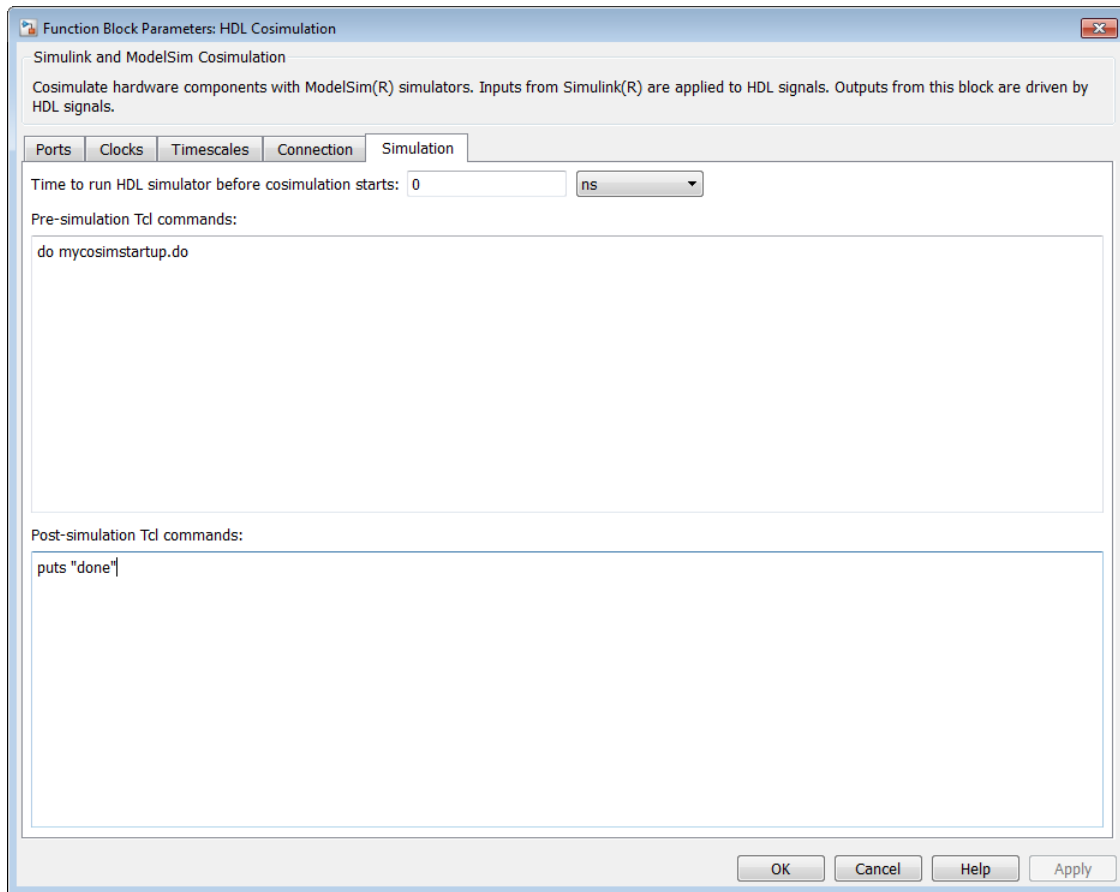 Function Block Parameters: HDL Cosimulation
Simulink and ModelSim Cosimulation
Cosimulate hardware components with ModelSim(R) simulators. Inputs from Simulink(R) are applied to HDL signals. Outputs from this block are driven by
HDL signals.
Ports Clocks Timescales Connection Simulation
Time to run HDL simulator before cosimulation starts: 0 ns
Pre-simulation Tcl commands:
do mycosimstartup.do
Post-simulation Tcl commands:
puts "done"
OK Cancel Help Apply